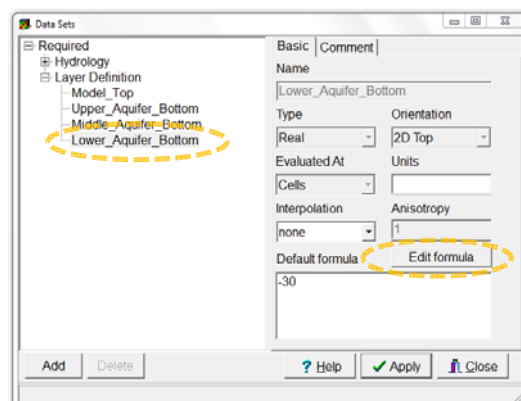 Data Sets
Required
Hydrology
Layer Definition
Model_Top
Upper_Aquifer_Bottom
Middle_Aquifer_Bottom
Lower_Aquifer_Bottom
Basic Comment
Name
Lower_Aquifer_Bottom
Type Orientation
Real 2D Top
Evaluated At Units
Cells
Interpolation Anisotropy
none 1
Default formula Edit formula
-30
Add Delete ? Help Apply Close